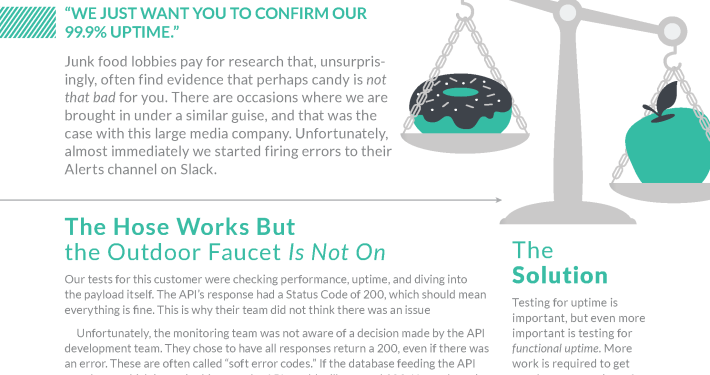 “WE JUST WANT YOU TO CONFIRM OUR
99.9% UPTIME.”
Junk food lobbies pay for research that, unsurpris-
ingly, often find evidence that perhaps candy is not
that bad for you. There are occasions where we are
brought in under a similar guise, and that was the
case with this large media company. Unfortunately,
almost immediately we started firing errors to their
Alerts channel on Slack.
The Hose Works But
the Outdoor Faucet Is Not On
Our tests for this customer were checking performance, uptime, and diving into
the payload itself. The API’s response had a Status Code of 200, which should mean
everything is fine. This is why their team did not think there was an issue
Unfortunately, the monitoring team was not aware of a decision made by the API
development team. They chose to have all responses return a 200, even if there was
an error. These are often called “soft error codes.” If the database feeding the API
The
Solution
Testing for uptime is
important, but even more
important is testing for
functional uptime. More
work is required to get